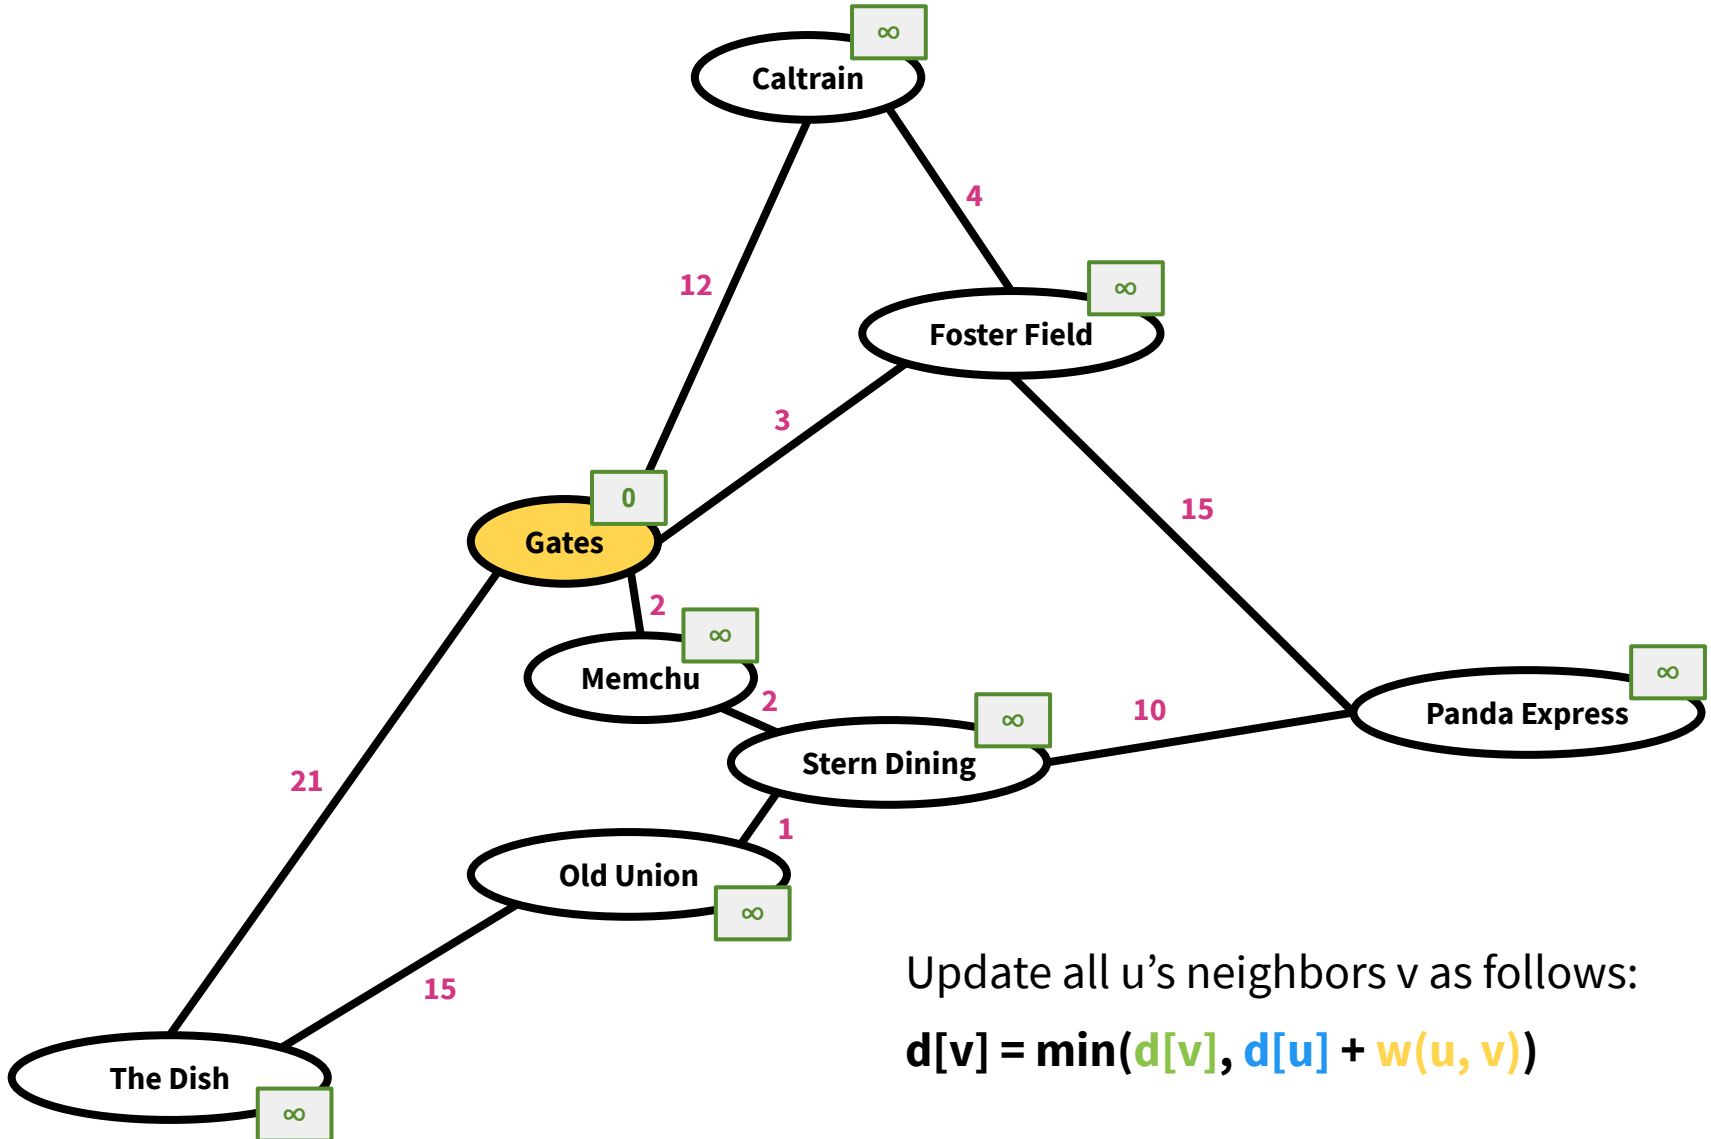 ∞
Caltrain
4
12
∞
Foster Field
3
0
15
Gates
2
∞
Memchu
∞
2
∞
10
Panda Express
Stern Dining
21
1
Old Union
∞
15
Update all u’s neighbors v as follows:
d[v] = min(d[v], d[u] + w(u, v))
The Dish
∞